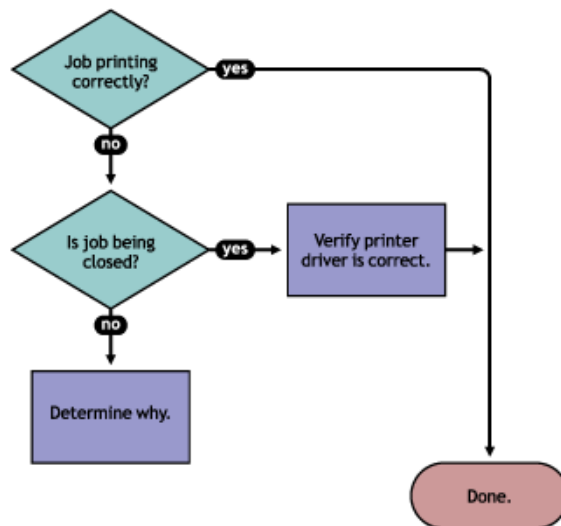 Job printing
correctly?
yes
no
Is job being
closed?
yes
Verify printer
driver is correct.
no
Determine why.
Done.